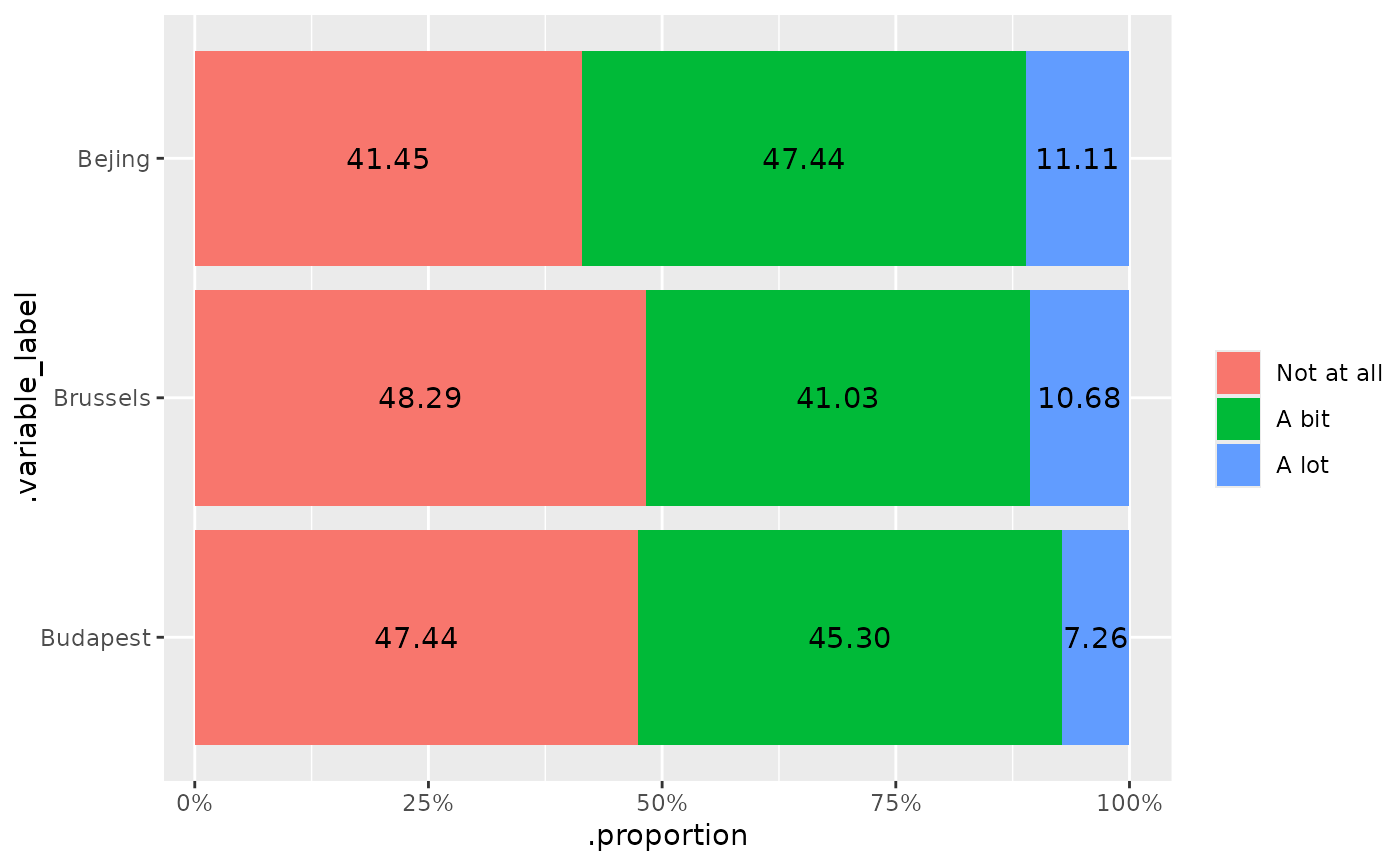 Bejing
41.45
47.44
11.11
Brussels
48.29
41.03
10.68
Budapest
47.44
45.30
7.26
0%
25%
50%
75%
100%
.proportion
.variable_label
Not at all
A bit
A lot